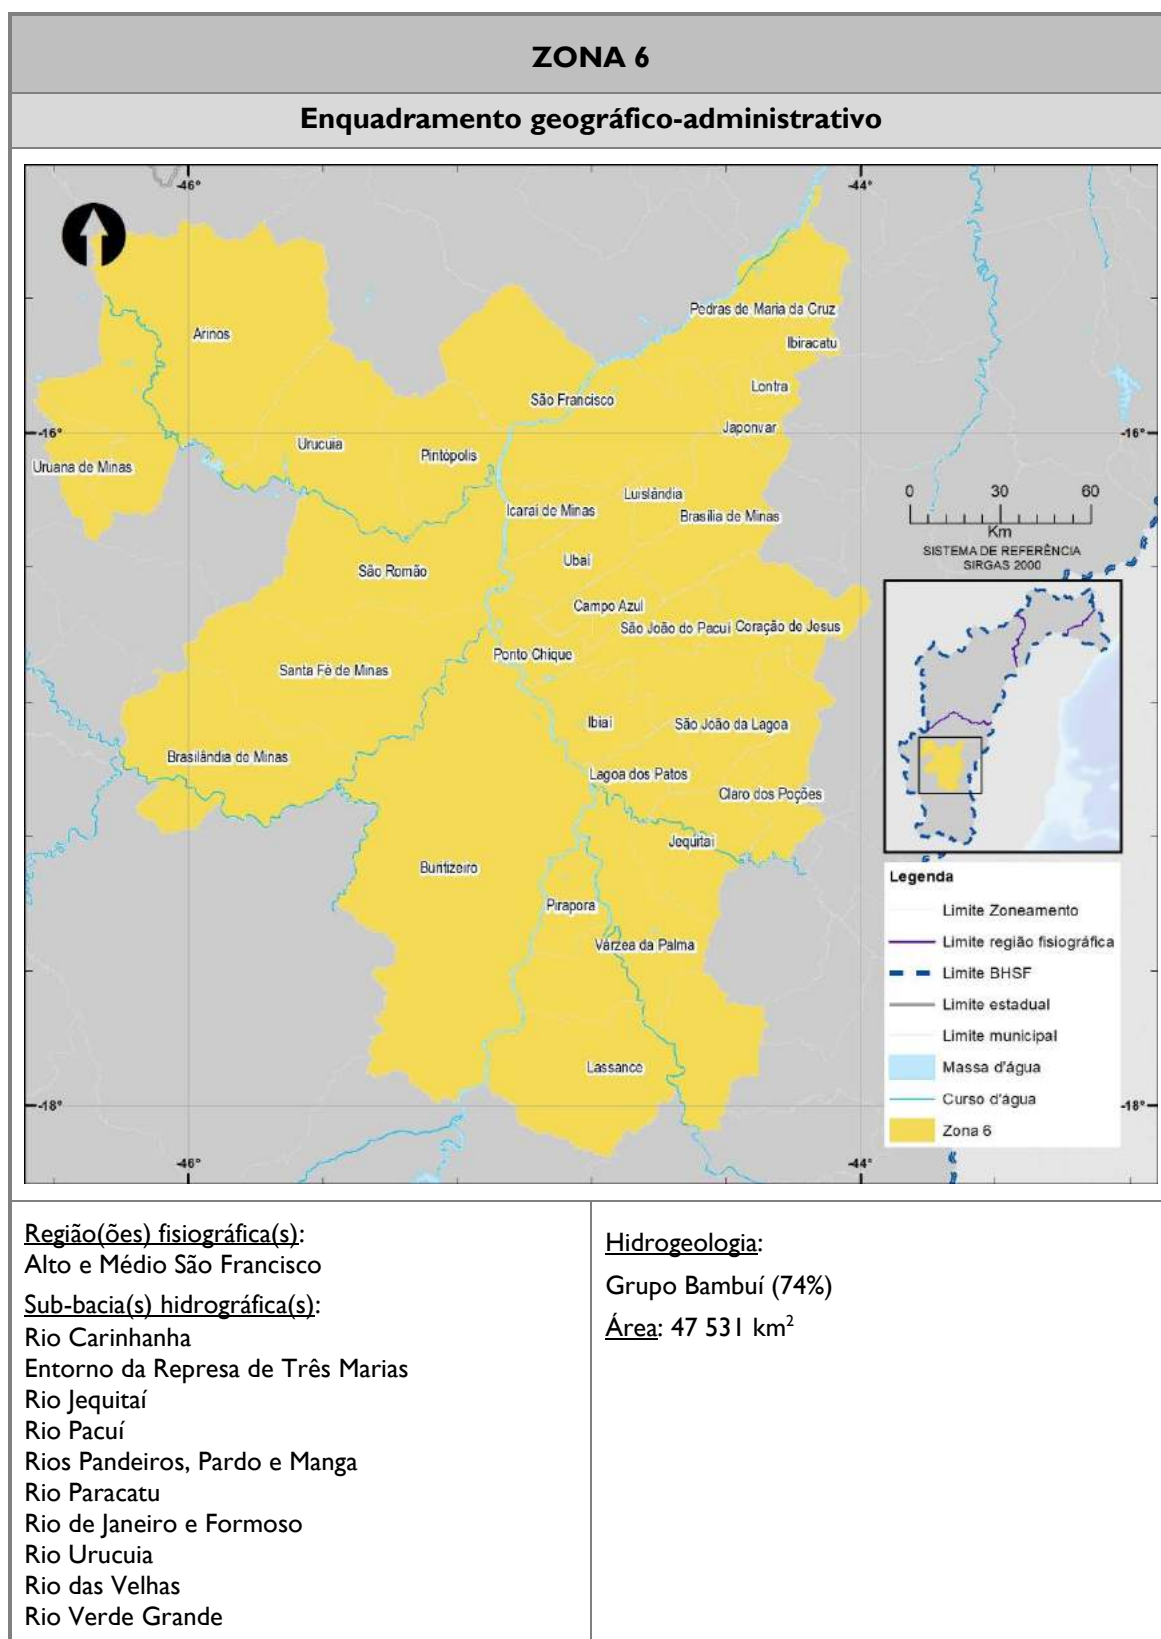 ZONA 6
Enquadramento geográfico-administrativo
-46°
-44°
Pedras de Maria da Cruz
Arinos
Ibiracatu
Lontra
São Francisco
Japonvar
-16°
-16°
Urucuia
Pintópolis
Uruana de Minas
Luislândia
Icaraí de Minas
Brasília de Minas
0 30 60
Km
SISTEMA DE REFERÊNCIA
SIRGAS 2000
Ubaí
São Romão
Campo Azul
São João do Pacuí
Coração de Jesus
Ponto Chique
Santa Fé de Minas
Ibiaí
São João da Lagoa
Brasilândia de Minas
Lagoa dos Patos
Claro dos Poções
Jequitaí
Buritizeiro
Pirapora
Várzea da Palma
Lassance
-18°
-18°
-46°
-44°
Legenda
Limite Zoneamento
Limite região fisiográfica
Limite BHSF
Limite estadual
Limite municipal
Massa d'água
Curso d'água
Zona 6
Região(ões) fisiográfica(s):
Alto e Médio São Francisco
Sub-bacia(s) hidrográfica(s):
Rio Carinhanha
Entorno da Represa de Três Marias
Rio Jequitaí
Rio Pacuí
Rios Pandeiros, Pardo e Manga
Rio Paracatu
Rio de Janeiro e Formoso
Rio Urucuia
Rio das Velhas
Rio Verde Grande
Hidrogeologia:
Grupo Bambuí (74%)
Área: 47 531 km²